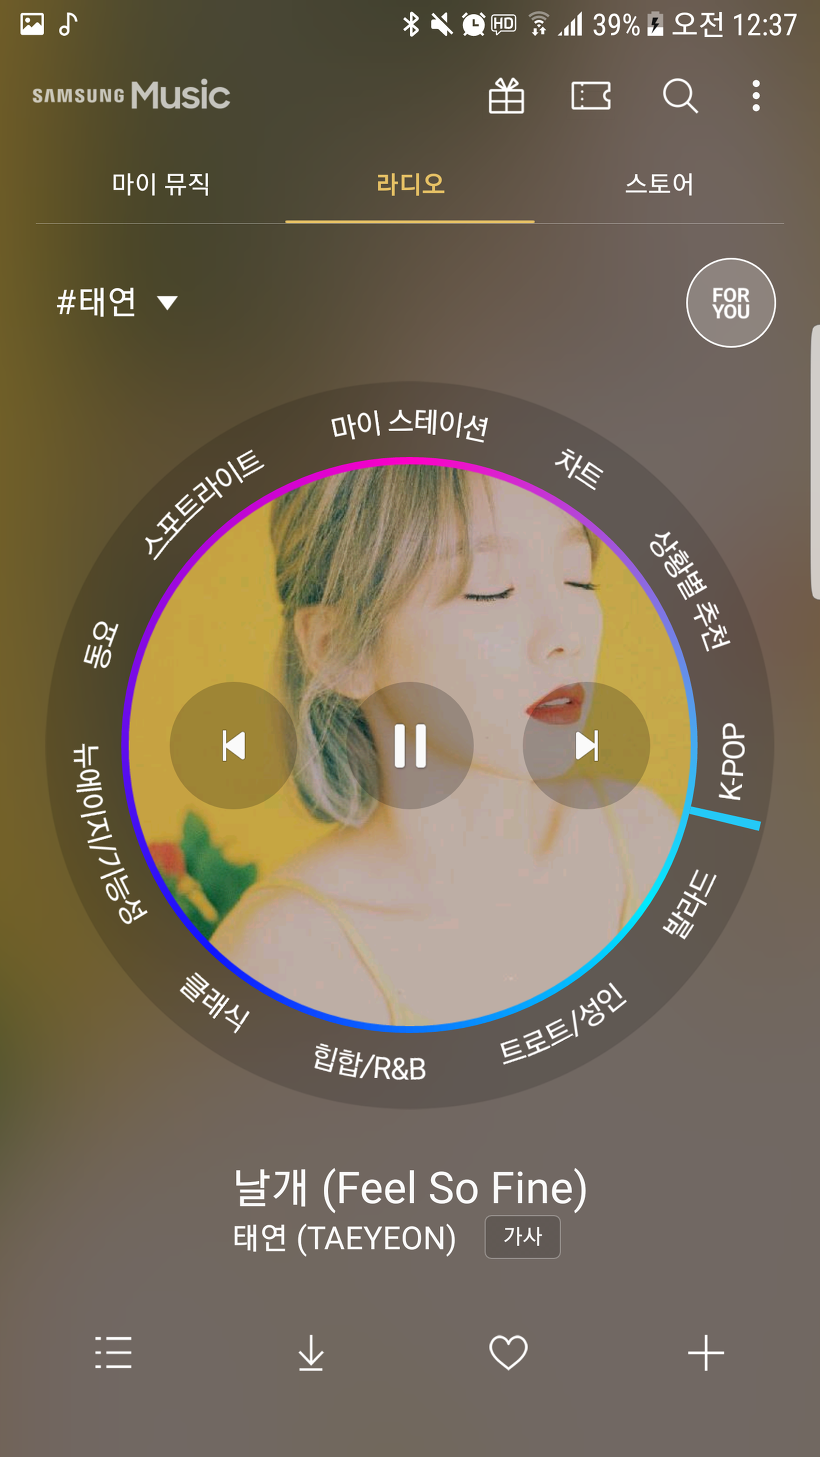 HD 39% 오전 12:37
SAMSUNG Music
마이 뮤직 라디오 스토어
#태연
FOR
YOU
마이 스테이션
차트
상황별 추천
K-POP
발라드
트로트/성인
힙합/R&B
클래식
뉴에이지/기능성
동요
스포트라이트
날개 (Feel So Fine)
태연 (TAEYEON) 가사